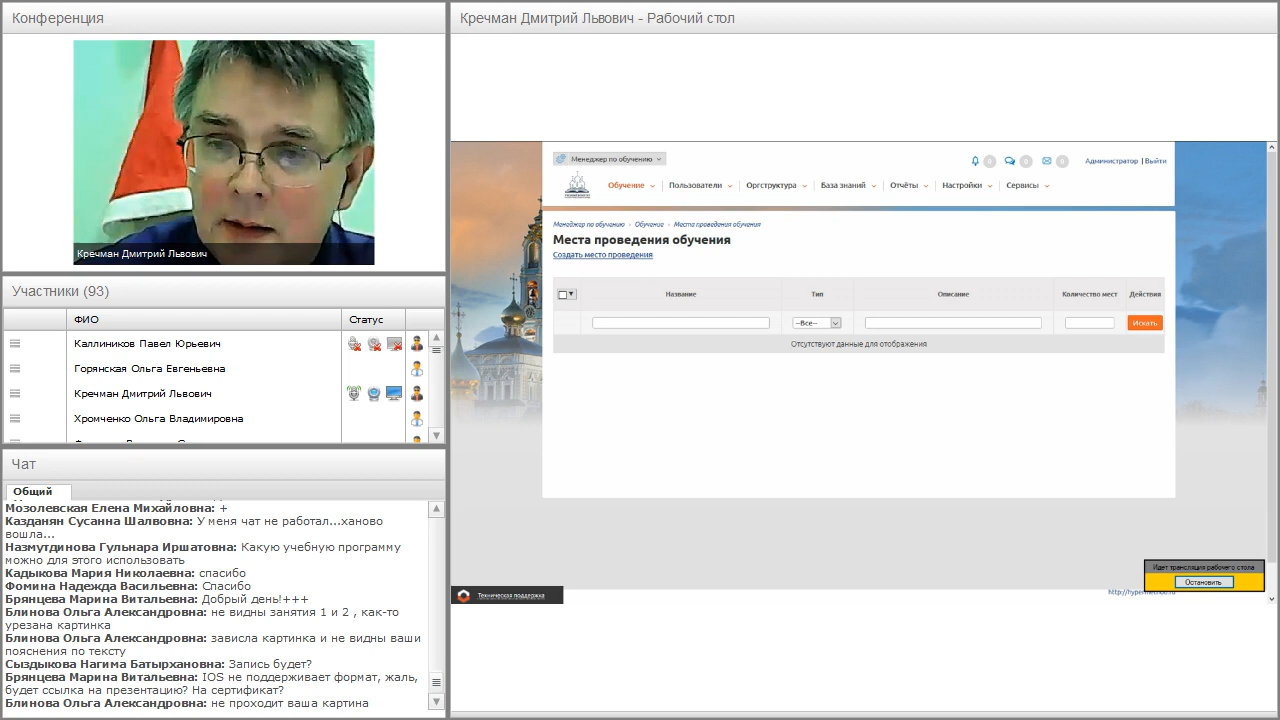 Конференция
Кречман Дмитрий Львович
Участники (93)
ФИО
Статус
Каллиников Павел Юрьевич
Горянская Ольга Евгеньевна
Кречман Дмитрий Львович
Хромченко Ольга Владимировна
Чат
Общий
Мозолевская Елена Михайловна: +
Казданян Сусанна Шалвовна: У меня чат не работал...ханово
вошла...
Назмутдинова Гульнара Иршатовна: Какую учебную программу
можно для этого использовать
Кадыкова Мария Николаевна: спасибо
Фомина Надежда Васильевна: Спасибо
Брянцева Марина Витальевна: Добрый день!+++
Блинова Ольга Александровна: не видны занятия 1 и 2 , как-то
урезана картинка
Блинова Ольга Александровна: зависла картинка и не видны ваши
пояснения по тексту
Сыздыкова Нагима Батырхановна: Запись будет?
Брянцева Марина Витальевна: IOS не поддерживает формат, жаль,
будет ссылка на презентацию? На сертификат?
Блинова Ольга Александровна: не проходит ваша картина
Кречман Дмитрий Львович - Рабочий стол
Менеджер по обучению
0 0 0
Администратор | Выйти
Обучение Пользователи Оргструктура База знаний Отчёты Настройки Сервисы
Менеджер по обучению › Обучение › Места проведения обучения
Места проведения обучения
Создать место проведения
Название Тип Описание Количество мест Действия
--Все-- Искать
Отсутствуют данные для отображения
Идет трансляция рабочего стола
Остановить
Техническая поддержка